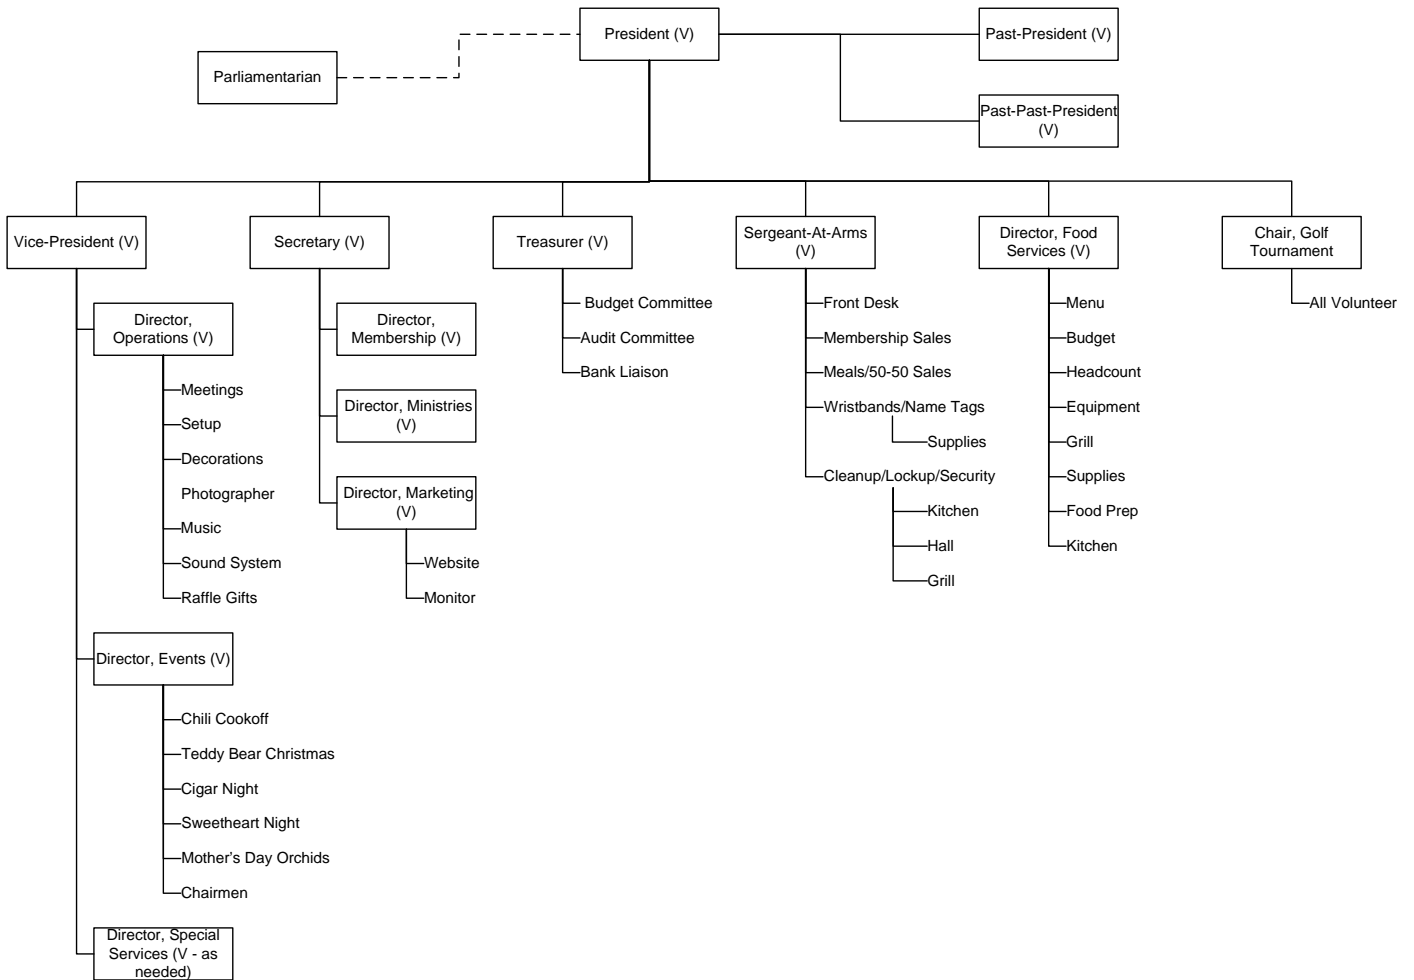 President (V)
Past-President (V)
Parliamentarian
Past-Past-President
(V)
Vice-President (V)
Director,
Operations (V)
Meetings
Setup
Decorations
Photographer
Music
Sound System
Raffle Gifts
Director, Events (V)
Chili Cookoff
Teddy Bear Christmas
Cigar Night
Sweetheart Night
Mother’s Day Orchids
Chairmen
Director, Special
Services (V - as
needed)
Secretary (V)
Director,
Membership (V)
Director, Ministries
(V)
Director, Marketing
(V)
Website
Monitor
Treasurer (V)
Budget Committee
Audit Committee
Bank Liaison
Sergeant-At-Arms
(V)
Front Desk
Membership Sales
Meals/50-50 Sales
Wristbands/Name Tags
Supplies
Cleanup/Lockup/Security
Kitchen
Hall
Grill
Director, Food
Services (V)
Menu
Budget
Headcount
Equipment
Grill
Supplies
Food Prep
Kitchen
Chair, Golf
Tournament
All Volunteer